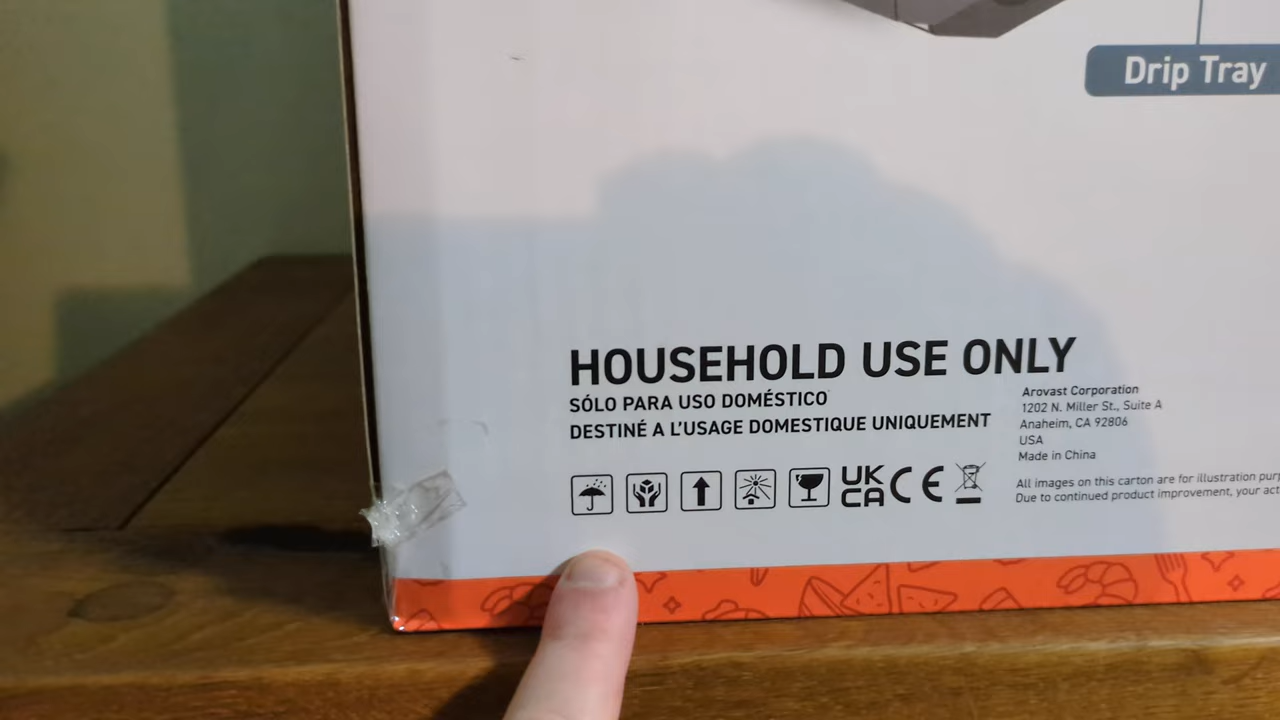 Drip Tray
HOUSEHOLD USE ONLY
SÓLO PARA USO DOMÉSTICO
DESTINÉ A L'USAGE DOMESTIQUE UNIQUEMENT
Arovast Corporation
1202 N. Miller St., Suite A
Anaheim, CA 92806
USA
Made in China
UK
CA
CE
All images on this carton are for illustration
Due to continued product improvement, your